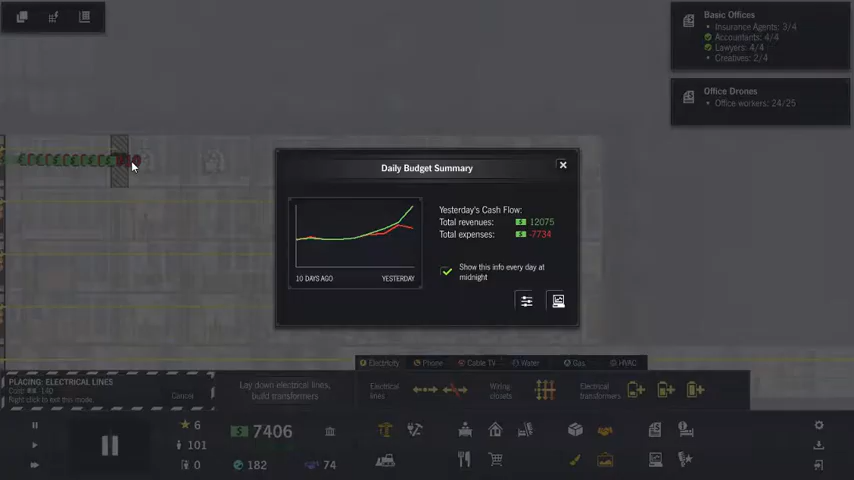 Basic Offices
• Insurance Agents: 3/4
Accountants: 4/4
Lawyers: 4/4
• Creatives: 2/4
Office Drones
• Office workers: 24/25
Daily Budget Summary
Yesterday's Cash Flow:
Total revenues: 12075
Total expenses: -7734
Show this info every day at
midnight
10 DAYS AGO
YESTERDAY
Electricity
Phone
Cable TV
Water
Gas
HVAC
PLACING: ELECTRICAL LINES
Right click to exit this mode.
Cancel
Lay down electrical lines,
build transformers
Electrical
lines
Wiring
closets
Electrical
transformers
6
101
0
7406
182
74